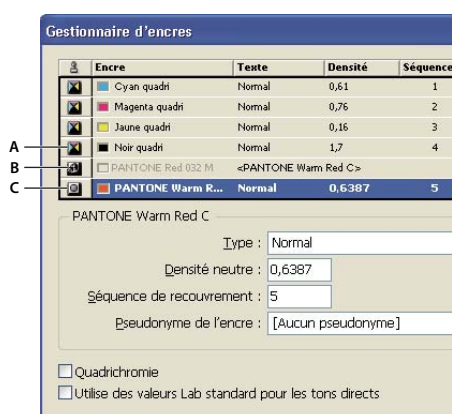 Gestionnaire d'encres
Encre Texte Densité Séquence
Cyan quadri Normal 0,61 1
Magenta quadri Normal 0,76 2
Jaune quadri Normal 0,16 3
A Noir quadri Normal 1,7 4
B PANTONE Red 032 M <PANTONE Warm Red C>
C PANTONE Warm R... Normal 0,6387 5
PANTONE Warm Red C
Type : Normal
Densité neutre : 0,6387
Séquence de recouvrement : 5
Pseudonyme de l'encre : [Aucun pseudonyme]
Quadrichromie
Utilise des valeurs Lab standard pour les tons directs